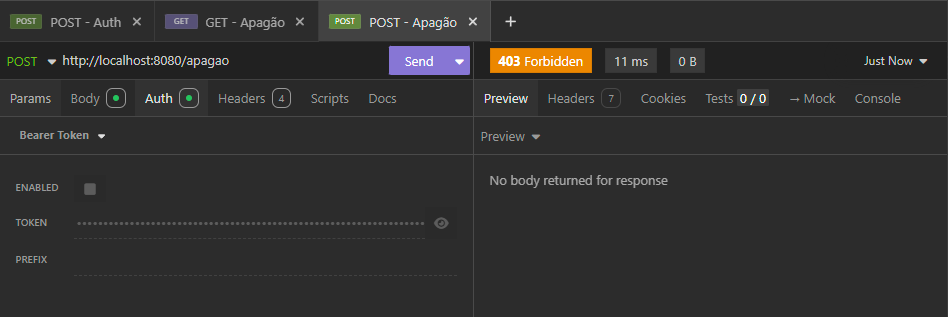 POST POST - Auth GET GET - Apagão POST POST - Apagão
POST http://localhost:8080/apagao Send 403 Forbidden 11 ms 0 B Just Now
Params Body Auth Headers 4 Scripts Docs Preview Headers 7 Cookies Tests 0 / 0 → Mock Console
Bearer Token Preview
No body returned for response
ENABLED
TOKEN
PREFIX